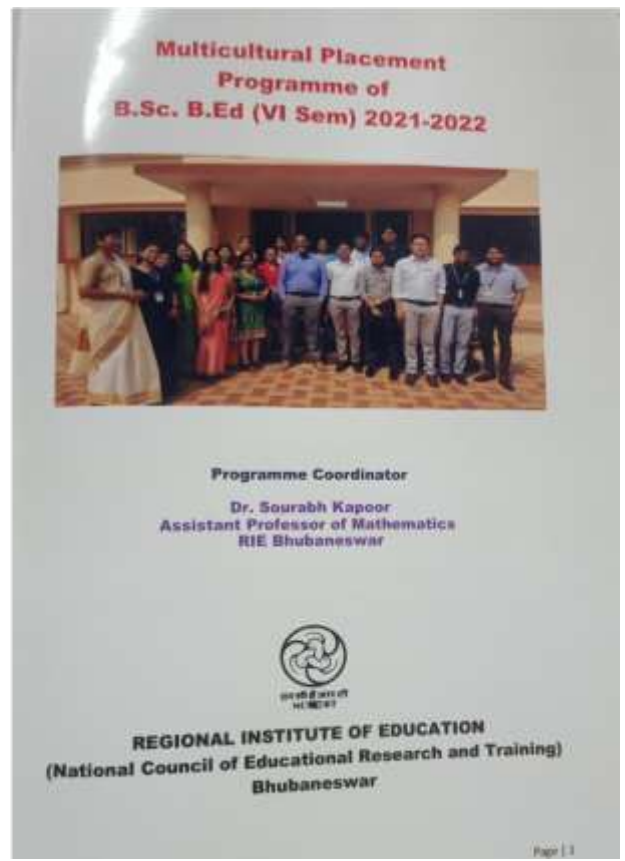 Multicultural Placement
Programme of
B.Sc. B.Ed (VI Sem) 2021-2022
Programme Coordinator
Dr. Sourabh Kapoor
Assistant Professor of Mathematics
RIE Bhubaneswar
REGIONAL INSTITUTE OF EDUCATION
(National Council of Educational Research and Training)
Bhubaneswar
Page | 1